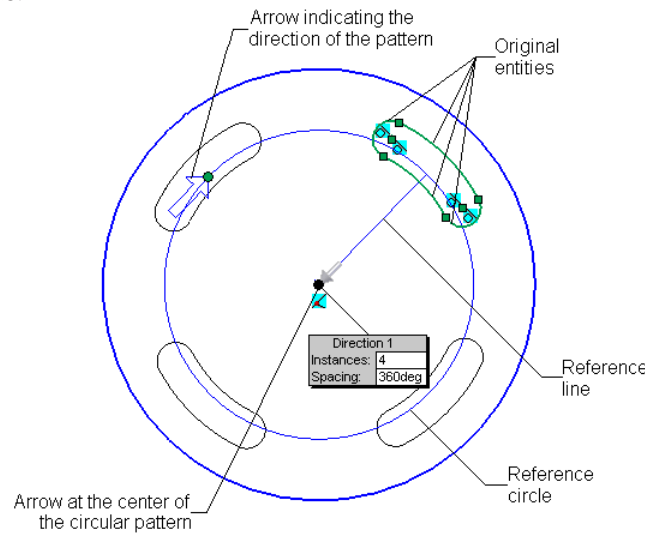 Arrow indicating the
direction of the pattern
Original
entities
Direction 1
Instances: 4
Spacing: 360deg
Reference
line
Reference
circle
Arrow at the center of
the circular pattern